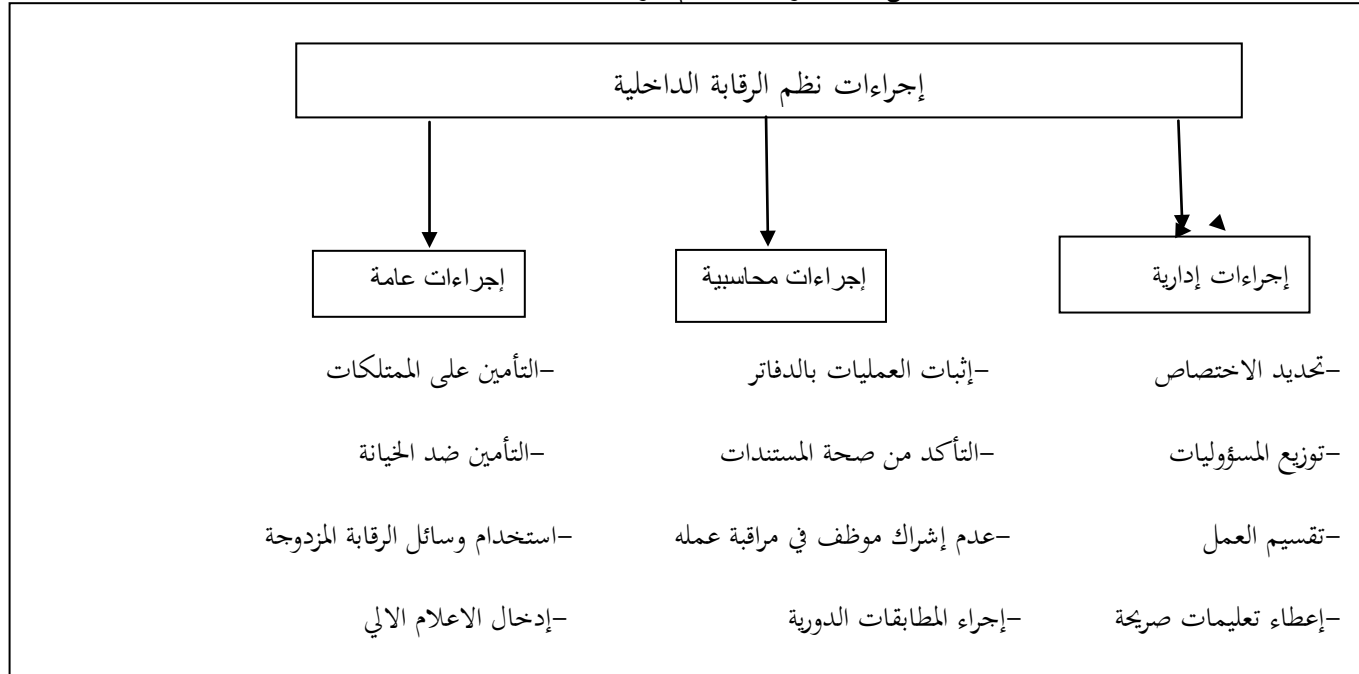 إجراءات نظم الرقابة الداخلية
إجراءات إدارية
إجراءات محاسبية
إجراءات عامة
–تحديد الاختصاص
–إثبات العمليات بالدفاتر
–التأمين على الممتلكات
–توزيع المسؤوليات
–التأكد من صحة المستندات
–التأمين ضد الخيانة
–تقسيم العمل
–عدم إشراك موظف في مراقبة عمله
–استخدام وسائل الرقابة المزدوجة
–إعطاء تعليمات صريحة
–إجراء المطابقات الدورية
–إدخال الاعلام الالي